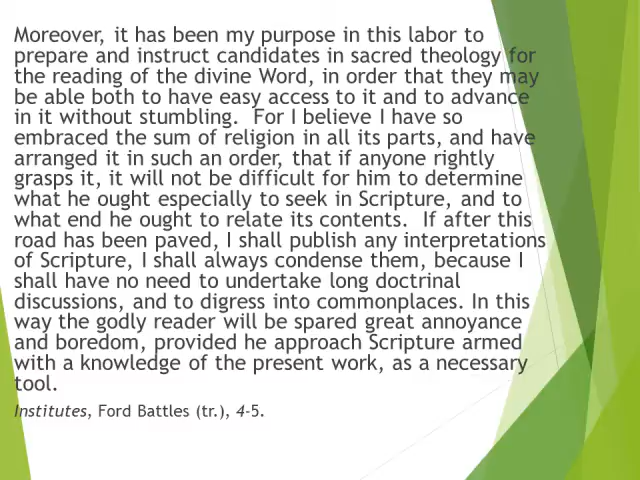 Moreover, it has been my purpose in this labor to
prepare and instruct candidates in sacred theology for
the reading of the divine Word, in order that they may
be able both to have easy access to it and to advance
in it without stumbling.  For I believe I have so
embraced the sum of religion in all its parts, and have
arranged it in such an order, that if anyone rightly
grasps it, it will not be difficult for him to determine
what he ought especially to seek in Scripture, and to
what end he ought to relate its contents.  If after this
road has been paved, I shall publish any interpretations
of Scripture, I shall always condense them, because I
shall have no need to undertake long doctrinal
discussions, and to digress into commonplaces. In this
way the godly reader will be spared great annoyance
and boredom, provided he approach Scripture armed
with a knowledge of the present work, as a necessary
tool.
Institutes, Ford Battles (tr.), 4-5.